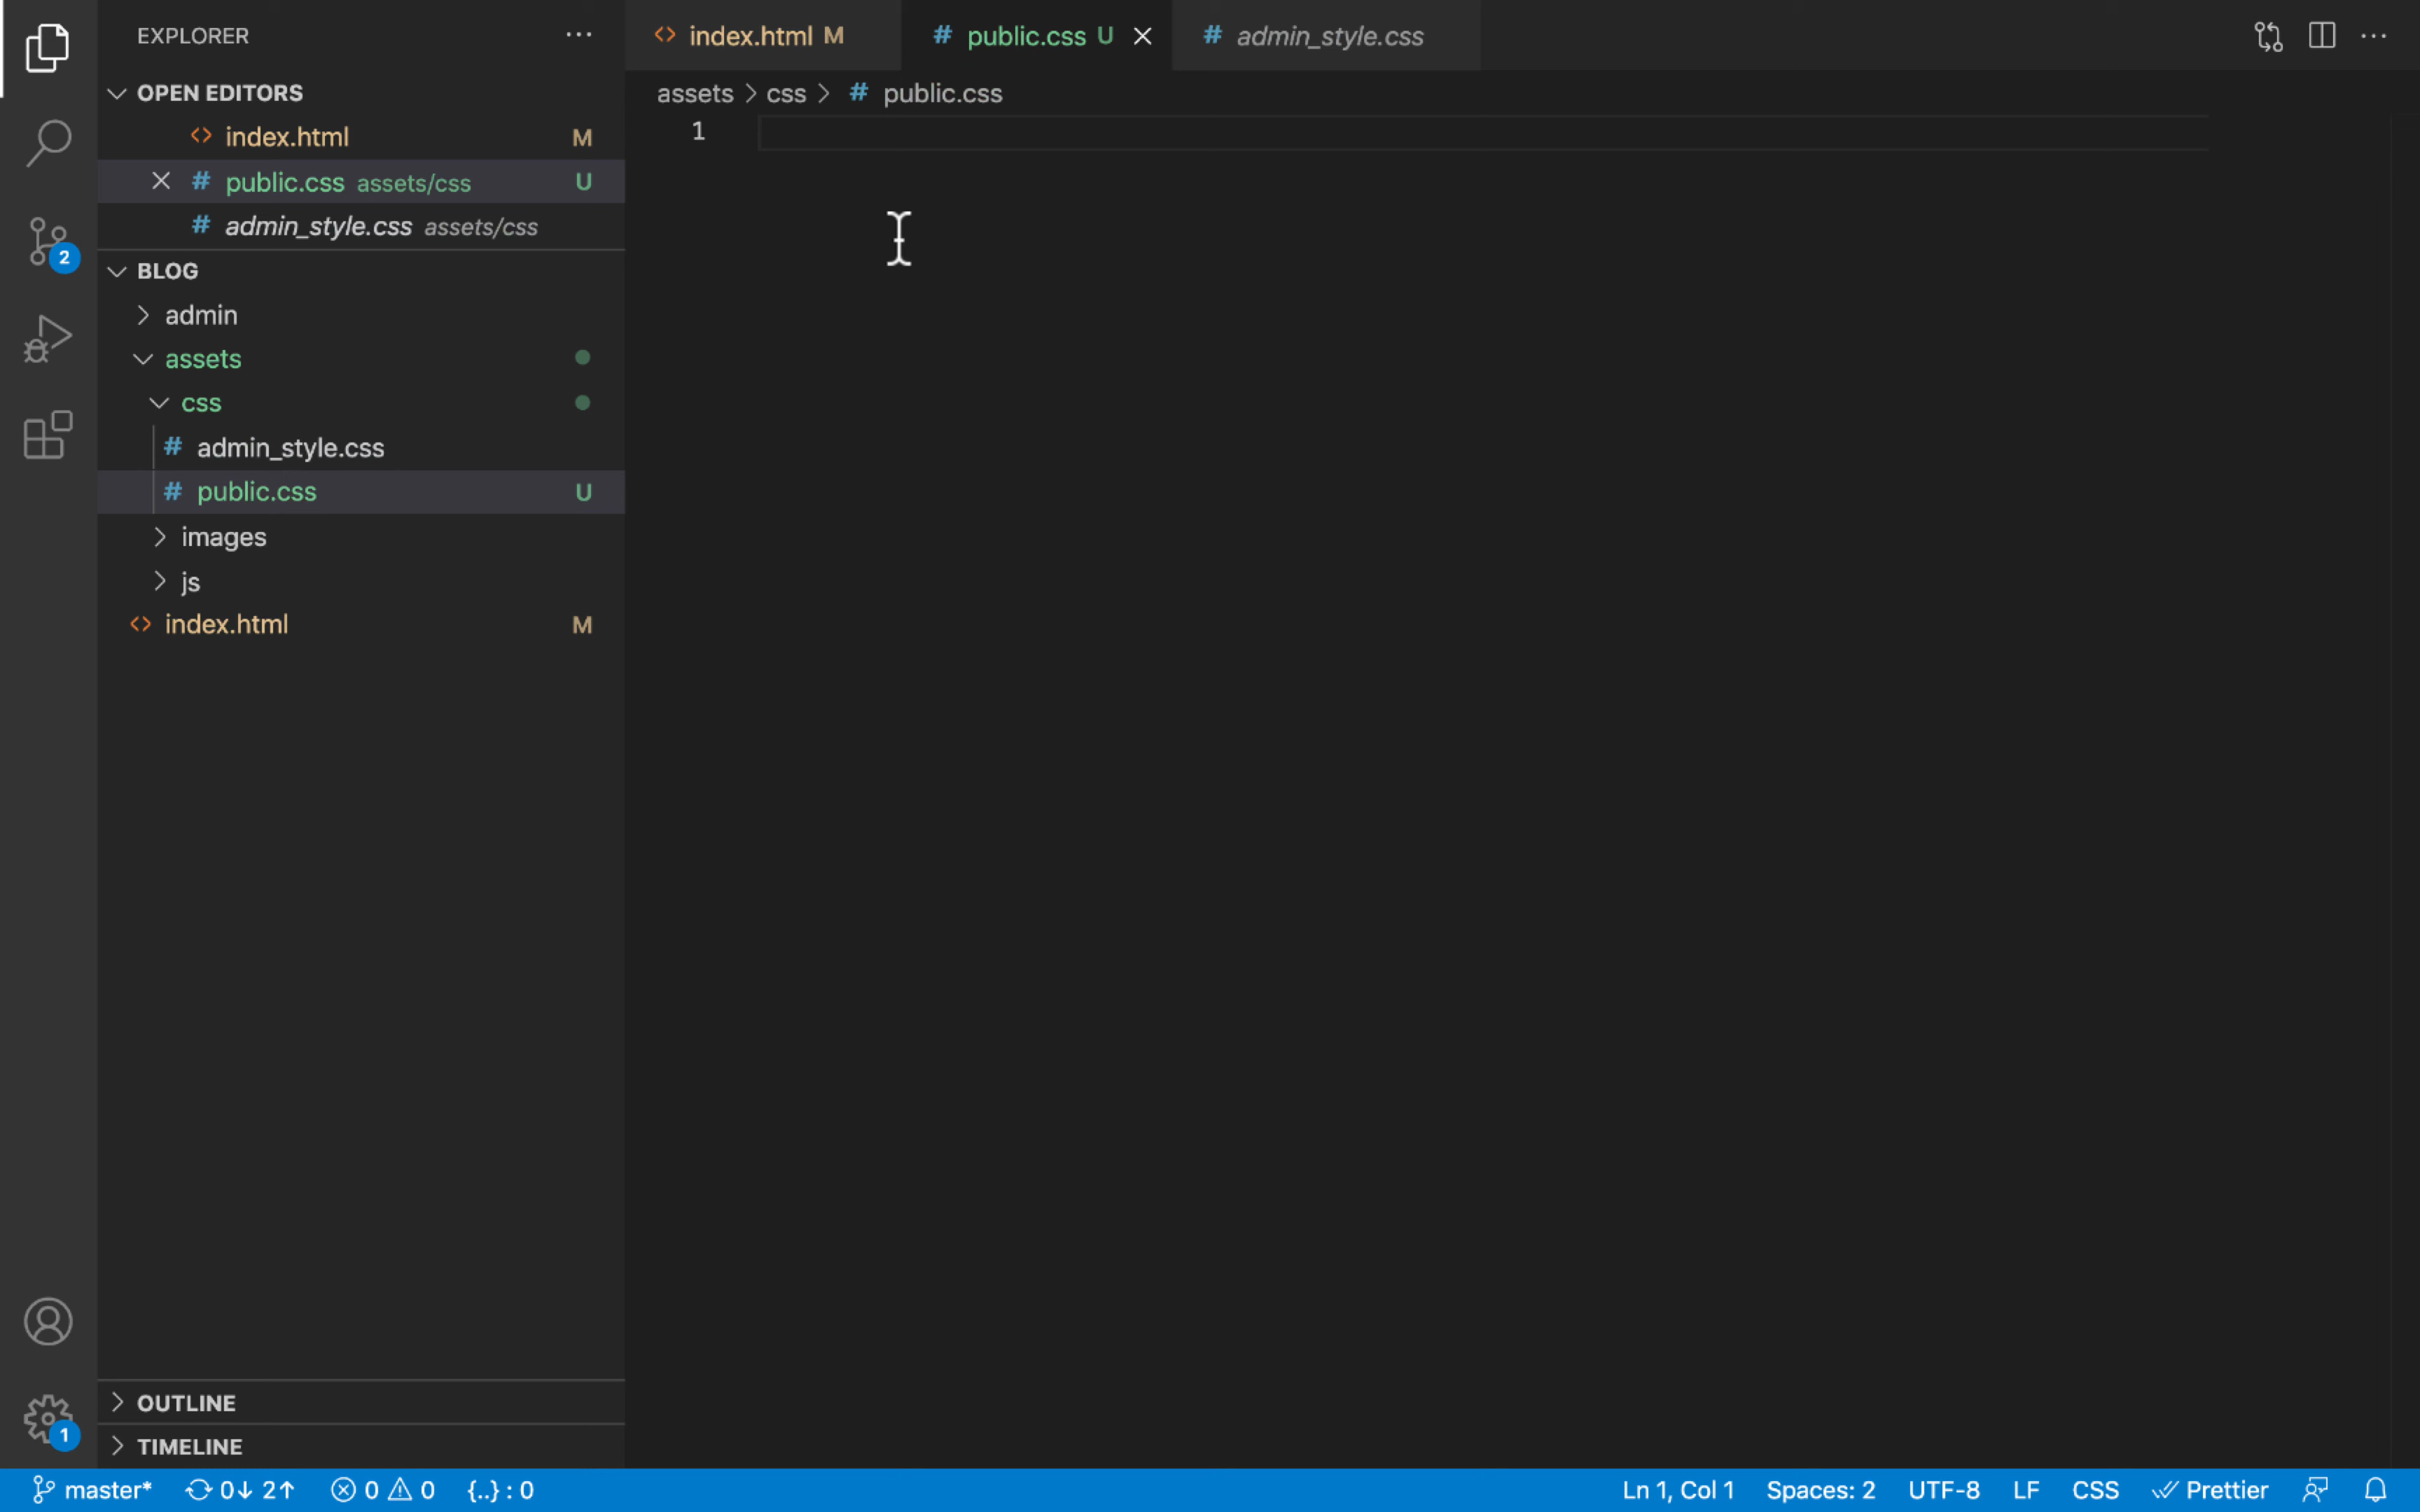 EXPLORER
OPEN EDITORS
index.html M
public.css assets/css U
admin_style.css assets/css
BLOG
admin
assets
css
admin_style.css
public.css U
images
js
index.html M
OUTLINE
TIMELINE
index.html M
public.css U
admin_style.css
assets > css > # public.css
1
2
1
master* 0↓ 2↑ 0 0 {..} : 0
Ln 1, Col 1 Spaces: 2 UTF-8 LF CSS Prettier